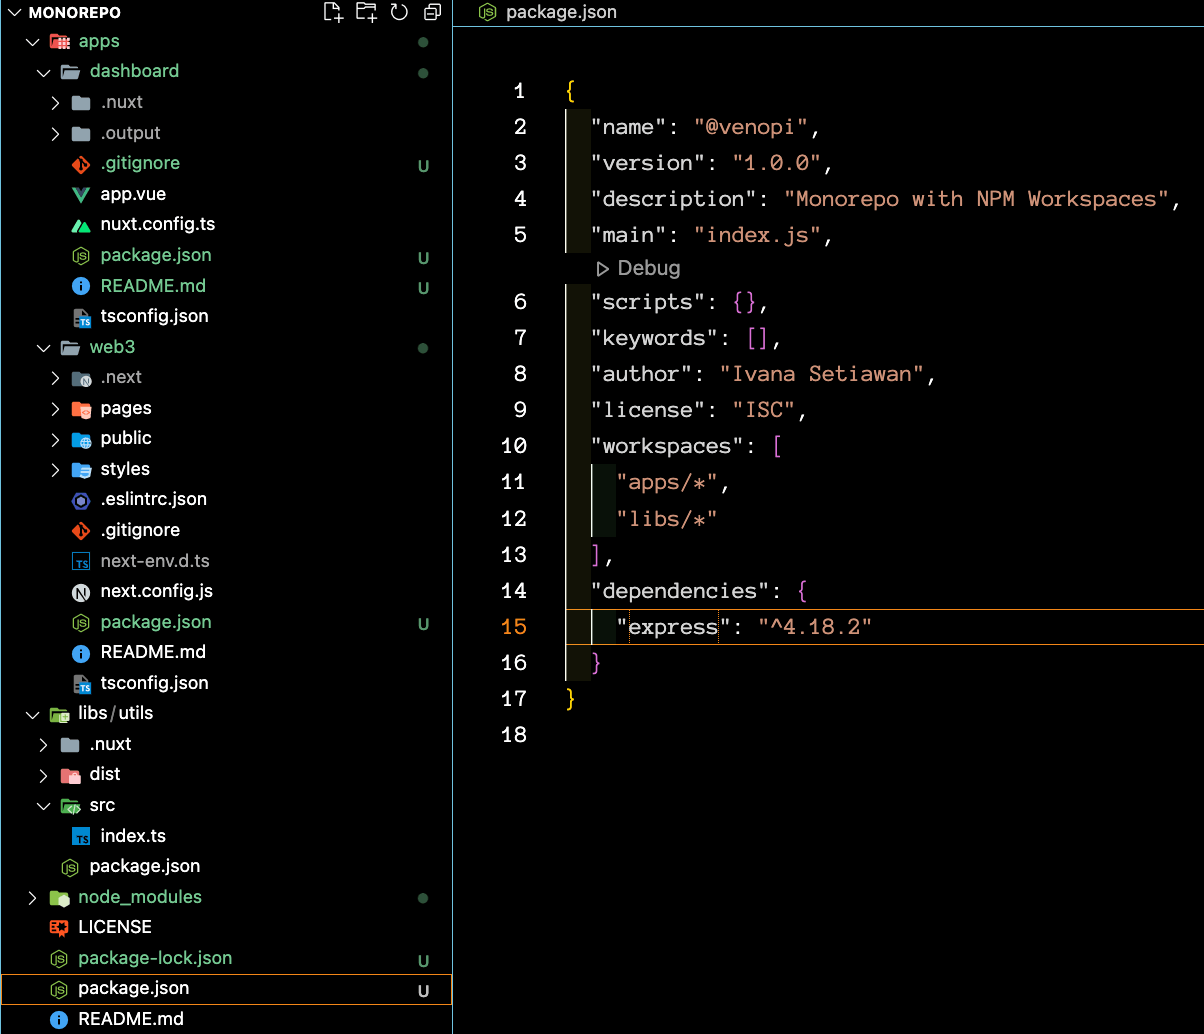 MONOREPO
apps
dashboard
.nuxt
.output
.gitignore U
app.vue
nuxt.config.ts
package.json U
README.md U
tsconfig.json
web3
.next
pages
public
styles
.eslintrc.json
.gitignore
next-env.d.ts
next.config.js
package.json U
README.md
tsconfig.json
libs/utils
.nuxt
dist
src
index.ts
package.json
node_modules
LICENSE
package-lock.json U
package.json U
README.md
package.json
1 {
2 "name": "@venopi",
3 "version": "1.0.0",
4 "description": "Monorepo with NPM Workspaces",
5 "main": "index.js",
Debug
6 "scripts": {},
7 "keywords": [],
8 "author": "Ivana Setiawan",
9 "license": "ISC",
10 "workspaces": [
11 "apps/*",
12 "libs/*"
13 ],
14 "dependencies": {
15 "express": "^4.18.2"
16 }
17 }
18